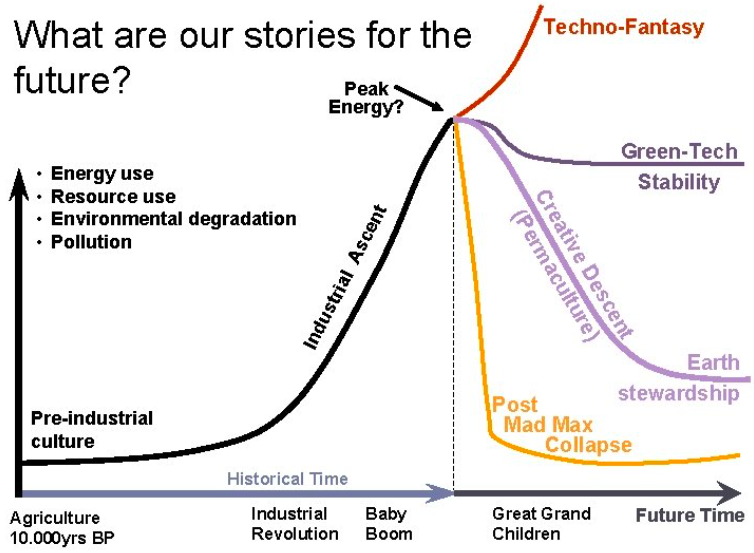 What are our stories for the
future?
Techno-Fantasy
Peak
Energy?
· Energy use
· Resource use
· Environmental degradation
· Pollution
Green-Tech
Stability
Industrial Ascent
Creative Descent
(Permaculture)
Earth
stewardship
Pre-industrial
culture
Post
Mad Max
Collapse
Historical Time
Agriculture
10.000yrs BP
Industrial
Revolution
Baby
Boom
Great Grand
Children
Future Time